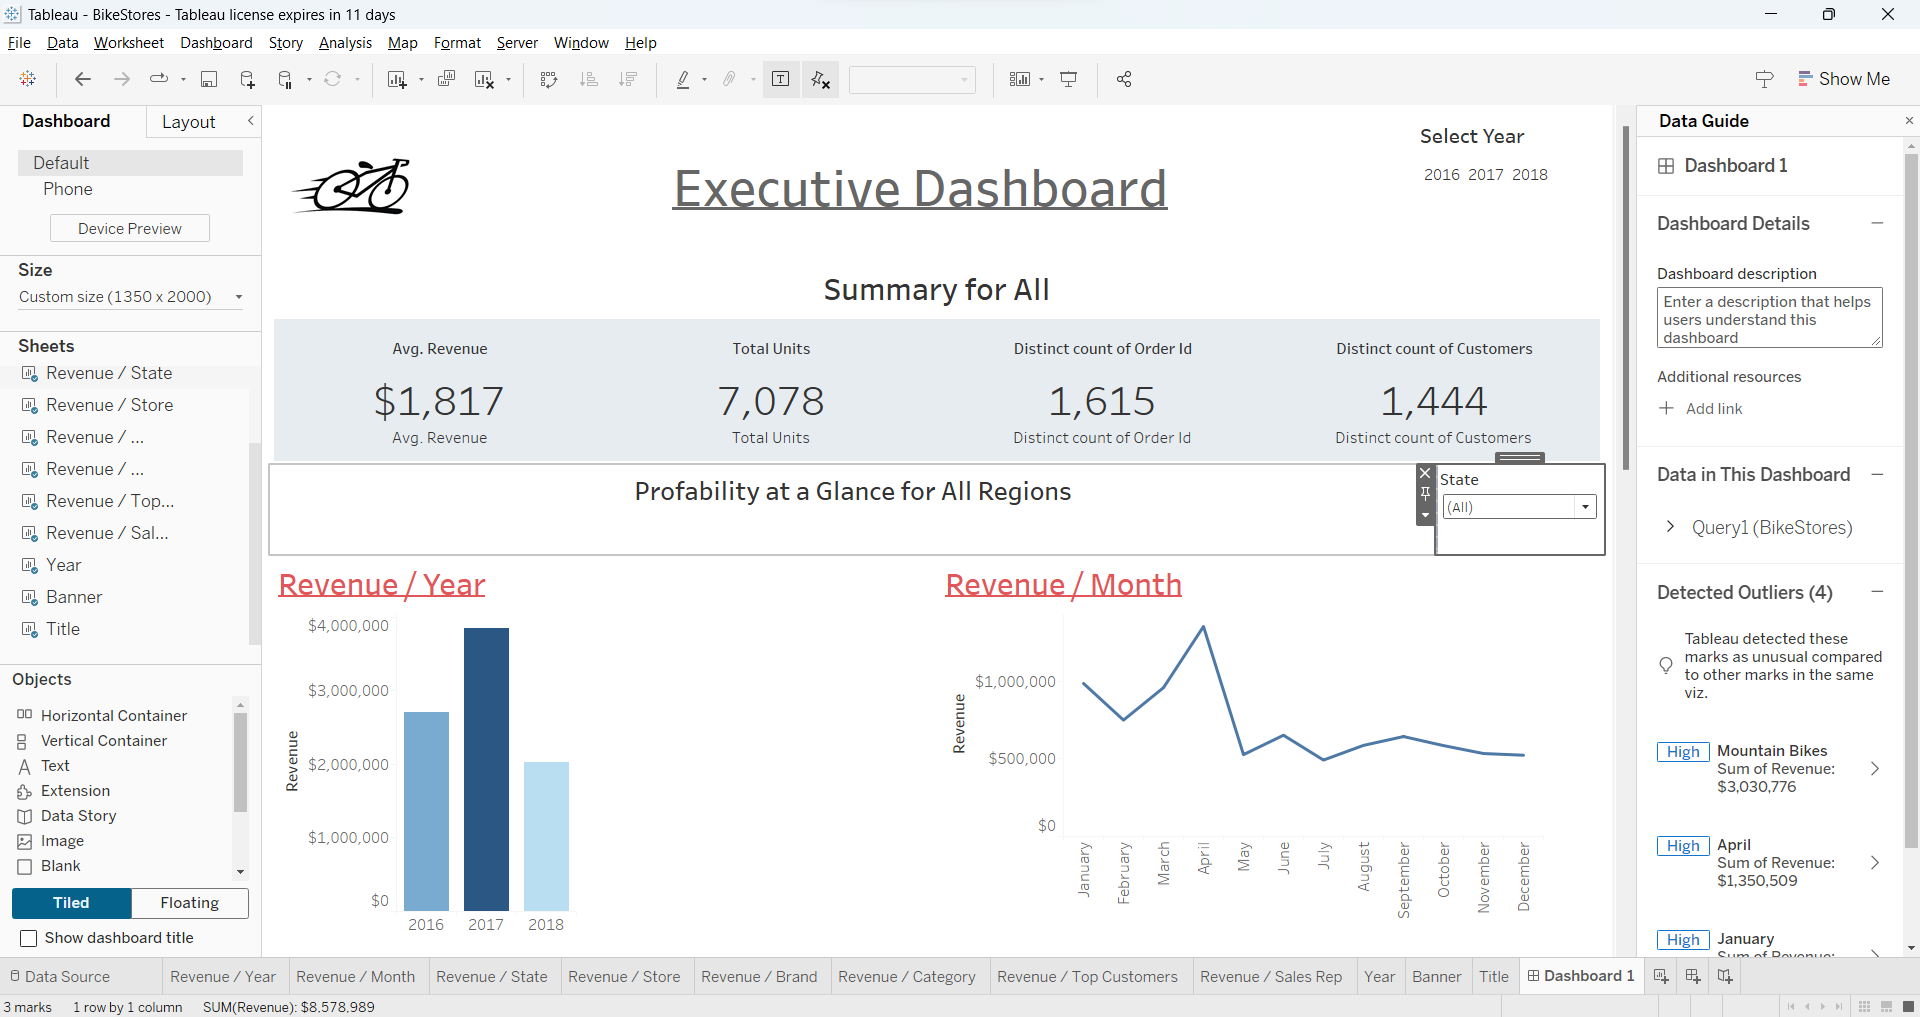 Tableau - BikeStores - Tableau license expires in 11 days
File Data Worksheet Dashboard Story Analysis Map Format Server Window Help
Show Me
Dashboard Layout
Default
Phone
Device Preview
Size
Custom size (1350 x 2000)
Sheets
Revenue / State
Revenue / Store
Revenue / ...
Revenue / ...
Revenue / Top...
Revenue / Sal...
Year
Banner
Title
Objects
Horizontal Container
Vertical Container
Text
Extension
Data Story
Image
Blank
Tiled Floating
Show dashboard title
Executive Dashboard
Select Year
2016 2017 2018
Summary for All
Avg. Revenue Total Units Distinct count of Order Id Distinct count of Customers
$1,817 7,078 1,615 1,444
Avg. Revenue Total Units Distinct count of Order Id Distinct count of Customers
Profability at a Glance for All Regions
State
(All)
Revenue / Year
$4,000,000
$3,000,000
$2,000,000
$1,000,000
$0
Revenue
2016 2017 2018
Revenue / Month
$1,000,000
$500,000
$0
Revenue
January February March April May June July August September October November December
Data Guide
Dashboard 1
Dashboard Details
Dashboard description
Enter a description that helps
users understand this
dashboard
Additional resources
Add link
Data in This Dashboard
Query1 (BikeStores)
Detected Outliers (4)
Tableau detected these
marks as unusual compared
to other marks in the same
viz.
High Mountain Bikes
Sum of Revenue:
$3,030,776
High April
Sum of Revenue:
$1,350,509
High January
Sum of Revenue:
Data Source Revenue / Year Revenue / Month Revenue / State Revenue / Store Revenue / Brand Revenue / Category Revenue / Top Customers Revenue / Sales Rep Year Banner Title Dashboard 1
3 marks 1 row by 1 column SUM(Revenue): $8,578,989